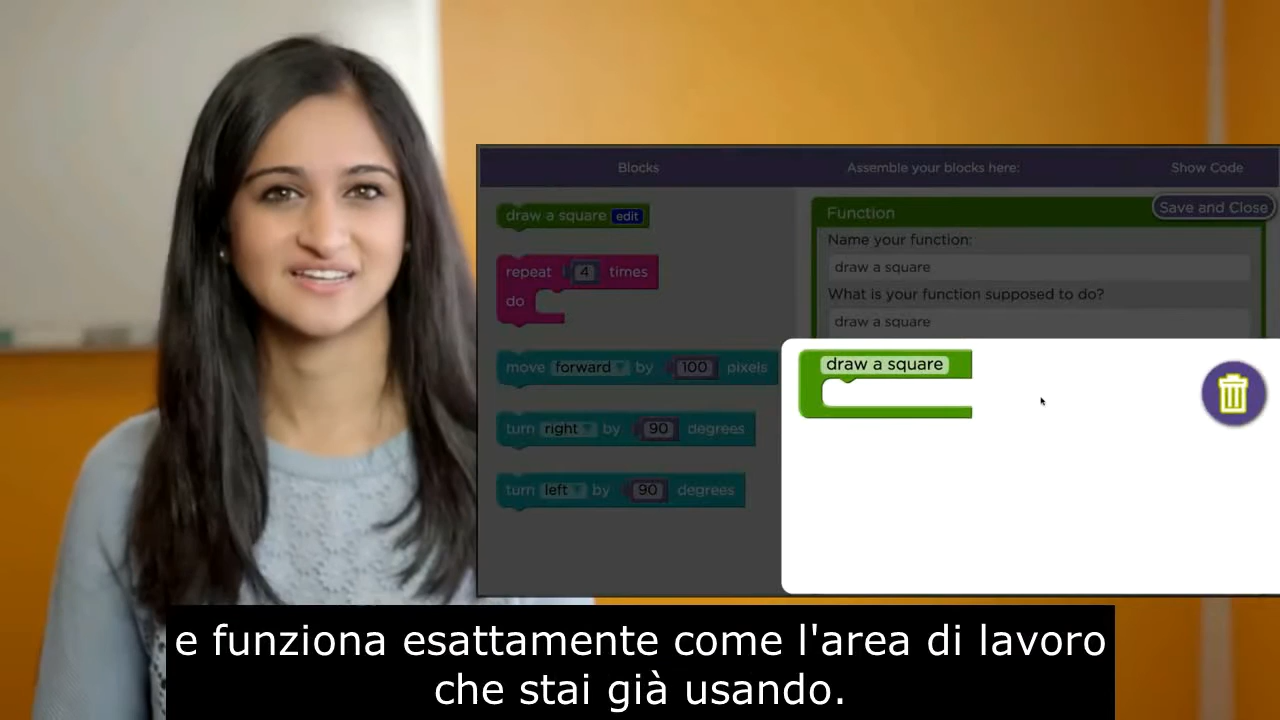 Blocks
Assemble your blocks here:
Show Code
draw a square edit
Function
Save and Close
Name your function:
draw a square
What is your function supposed to do?
draw a square
repeat 4 times
do
move forward by 100 pixels
turn right by 90 degrees
turn left by 90 degrees
draw a square
e funziona esattamente come l'area di lavoro
che stai già usando.